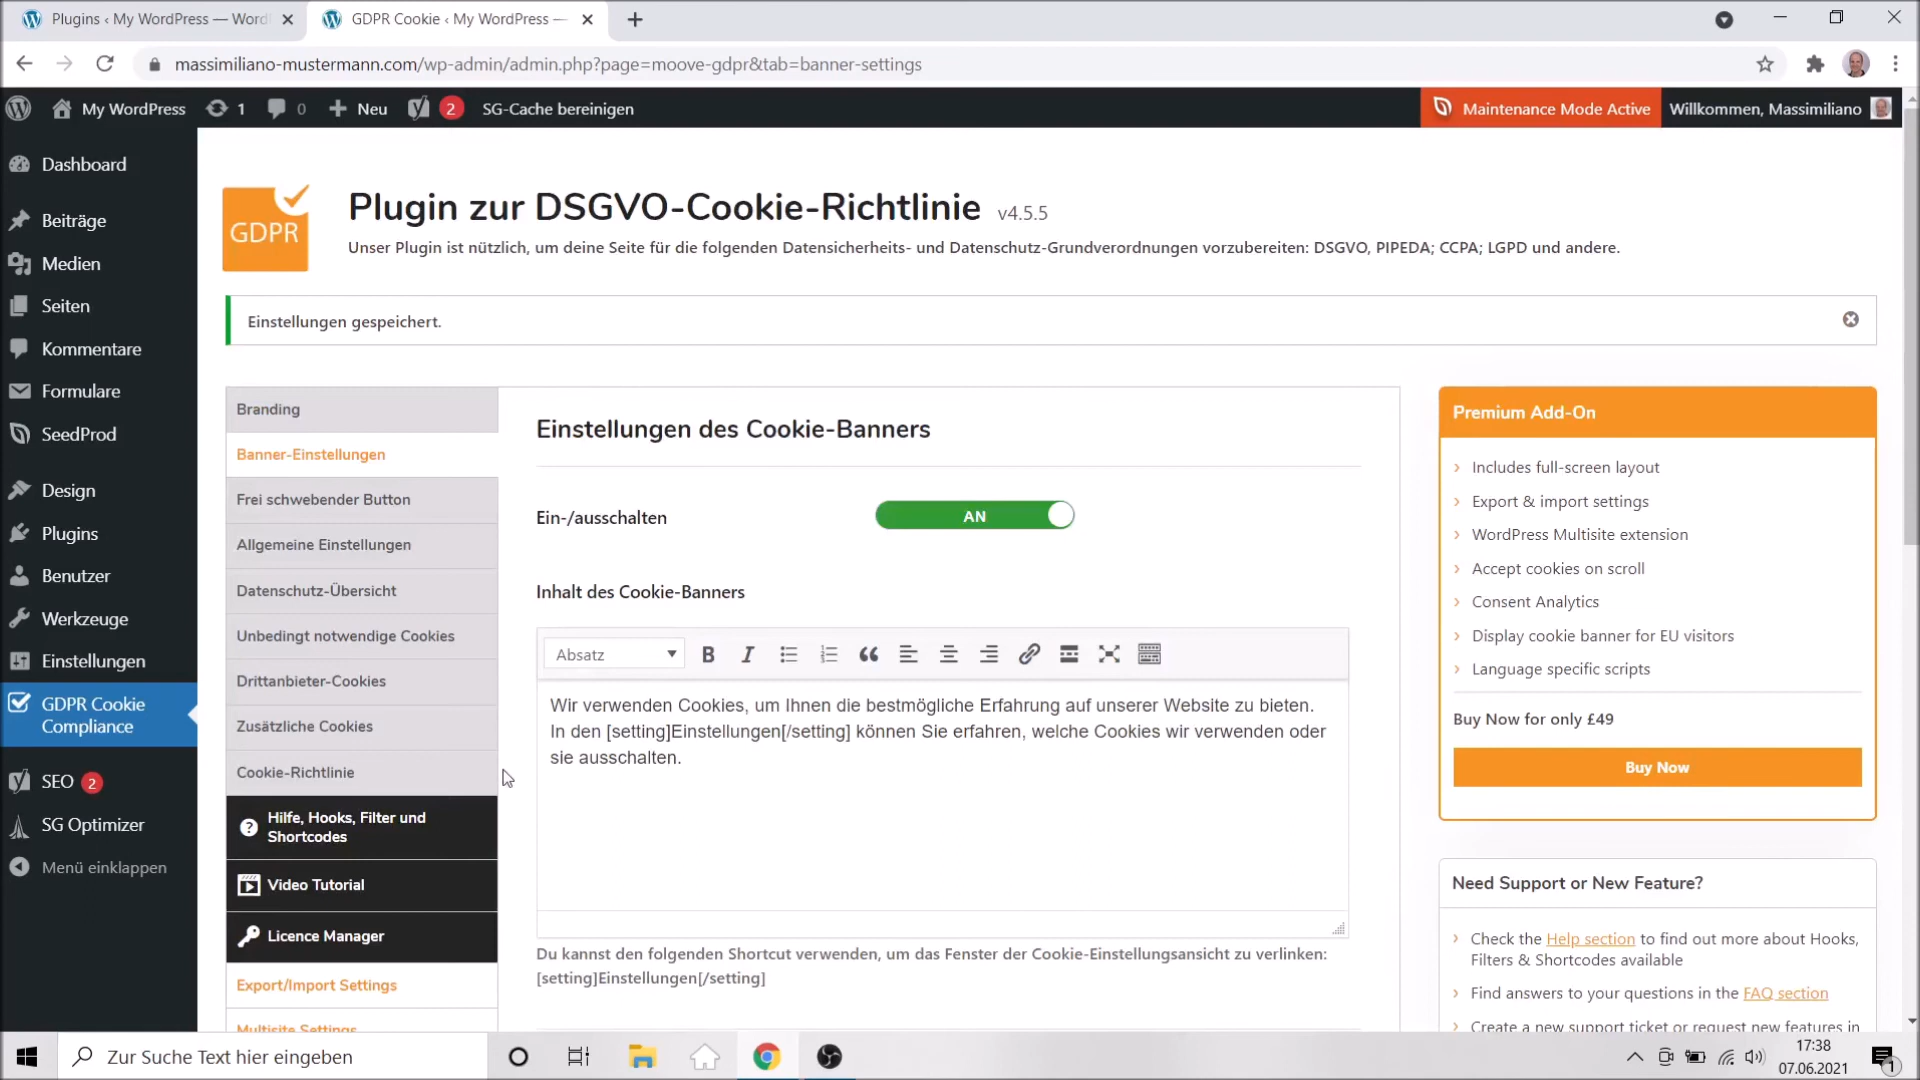 Plugins ‹ My WordPress — Word
GDPR Cookie ‹ My WordPress —
massimiliano-mustermann.com/wp-admin/admin.php?page=moove-gdpr&tab=banner-settings
My WordPress
1
0
Neu
2
SG-Cache bereinigen
Maintenance Mode Active
Willkommen, Massimiliano
Dashboard
Beiträge
Medien
Seiten
Kommentare
Formulare
SeedProd
Design
Plugins
Benutzer
Werkzeuge
Einstellungen
GDPR Cookie
Compliance
SEO 2
SG Optimizer
Menü einklappen
GDPR
Plugin zur DSGVO-Cookie-Richtlinie v4.5.5
Unser Plugin ist nützlich, um deine Seite für die folgenden Datensicherheits- und Datenschutz-Grundverordnungen vorzubereiten: DSGVO, PIPEDA; CCPA; LGPD und andere.
Einstellungen gespeichert.
Branding
Banner-Einstellungen
Frei schwebender Button
Allgemeine Einstellungen
Datenschutz-Übersicht
Unbedingt notwendige Cookies
Drittanbieter-Cookies
Zusätzliche Cookies
Cookie-Richtlinie
Hilfe, Hooks, Filter und
Shortcodes
Video Tutorial
Licence Manager
Export/Import Settings
Multisite Settings
Einstellungen des Cookie-Banners
Ein-/ausschalten
AN
Inhalt des Cookie-Banners
Absatz
B
I
Wir verwenden Cookies, um Ihnen die bestmögliche Erfahrung auf unserer Website zu bieten.
In den [setting]Einstellungen[/setting] können Sie erfahren, welche Cookies wir verwenden oder
sie ausschalten.
Du kannst den folgenden Shortcut verwenden, um das Fenster der Cookie-Einstellungsansicht zu verlinken:
[setting]Einstellungen[/setting]
Premium Add-On
Includes full-screen layout
Export & import settings
WordPress Multisite extension
Accept cookies on scroll
Consent Analytics
Display cookie banner for EU visitors
Language specific scripts
Buy Now for only £49
Buy Now
Need Support or New Feature?
Check the Help section to find out more about Hooks,
Filters & Shortcodes available
Find answers to your questions in the FAQ section
Create a new support ticket or request new features in
Zur Suche Text hier eingeben
17:38
07.06.2021
1